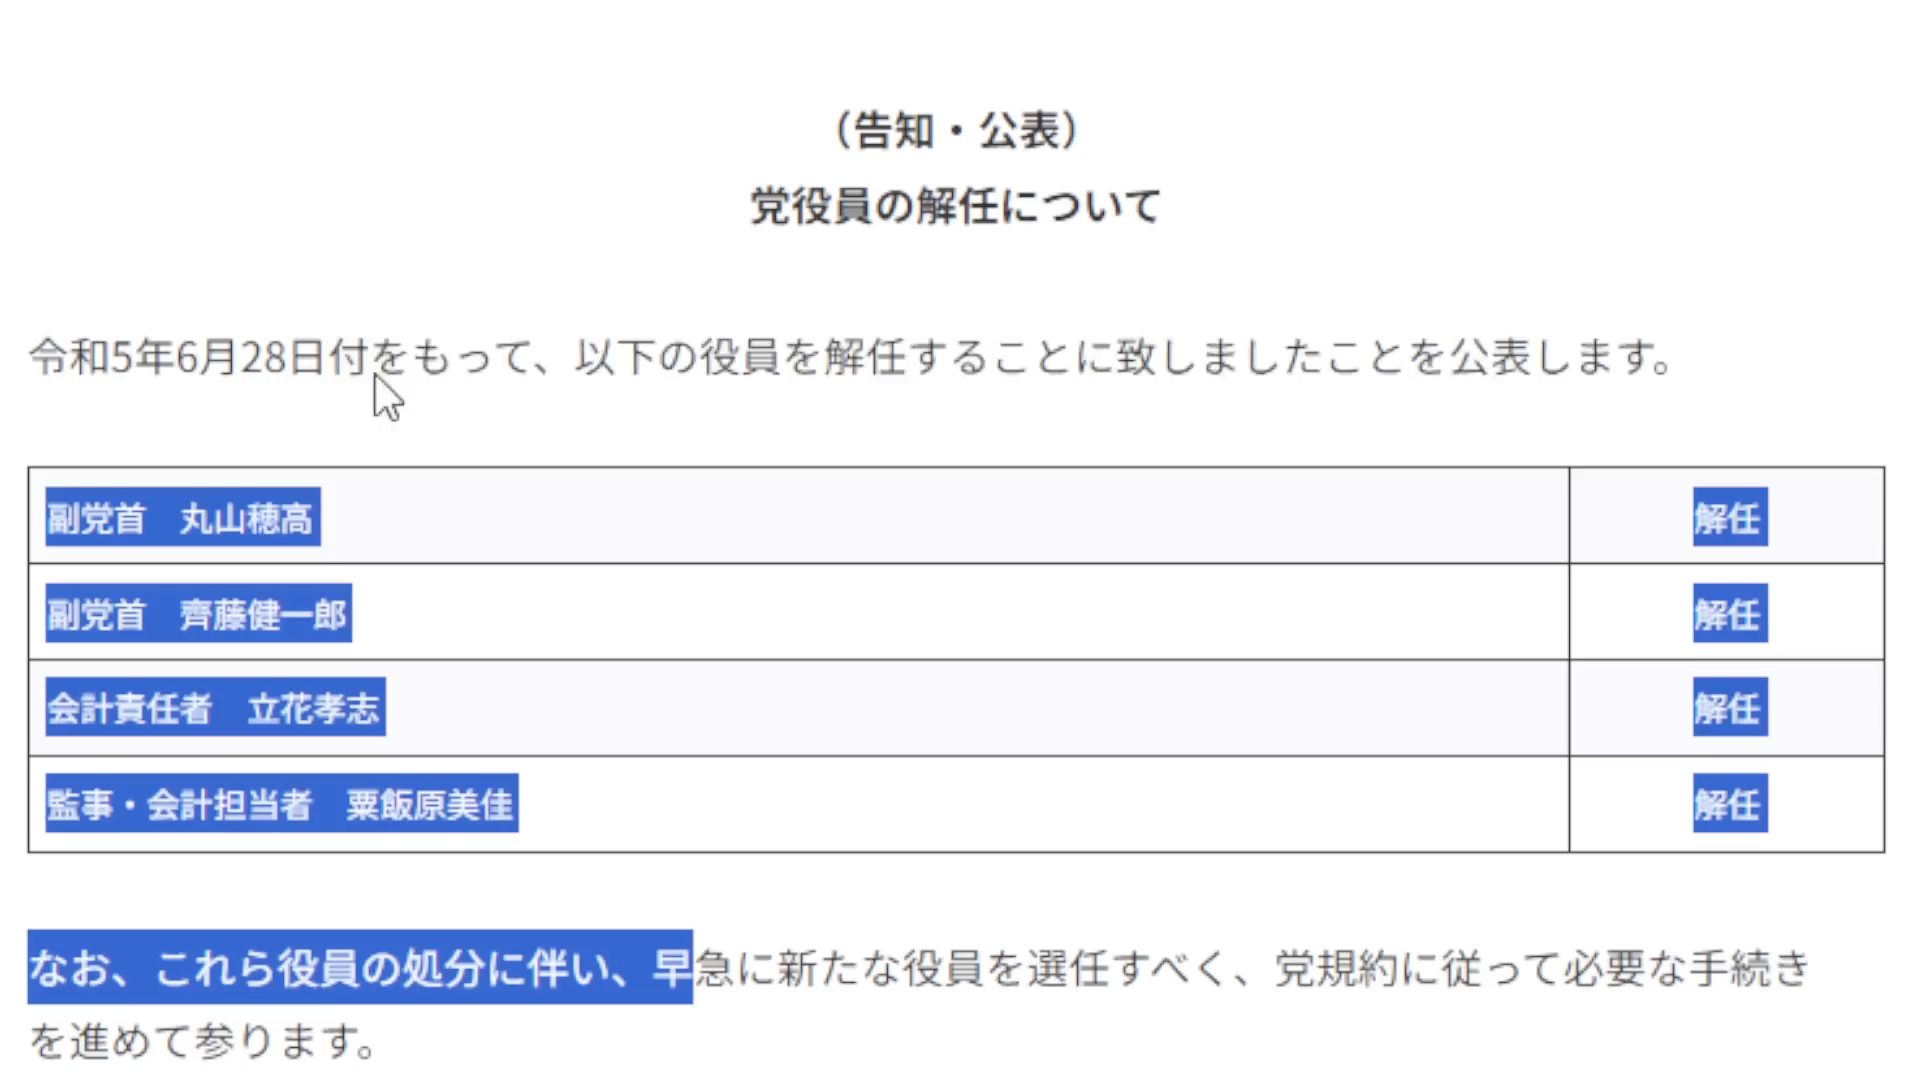 （告知・公表）
党役員の解任について
令和5年6月28日付をもって、以下の役員を解任することに致しましたことを公表します。
副党首　丸山穂高　解任
副党首　齊藤健一郎　解任
会計責任者　立花孝志　解任
監事・会計担当者　粟飯原美佳　解任
なお、これら役員の処分に伴い、早急に新たな役員を選任すべく、党規約に従って必要な手続き
を進めて参ります。